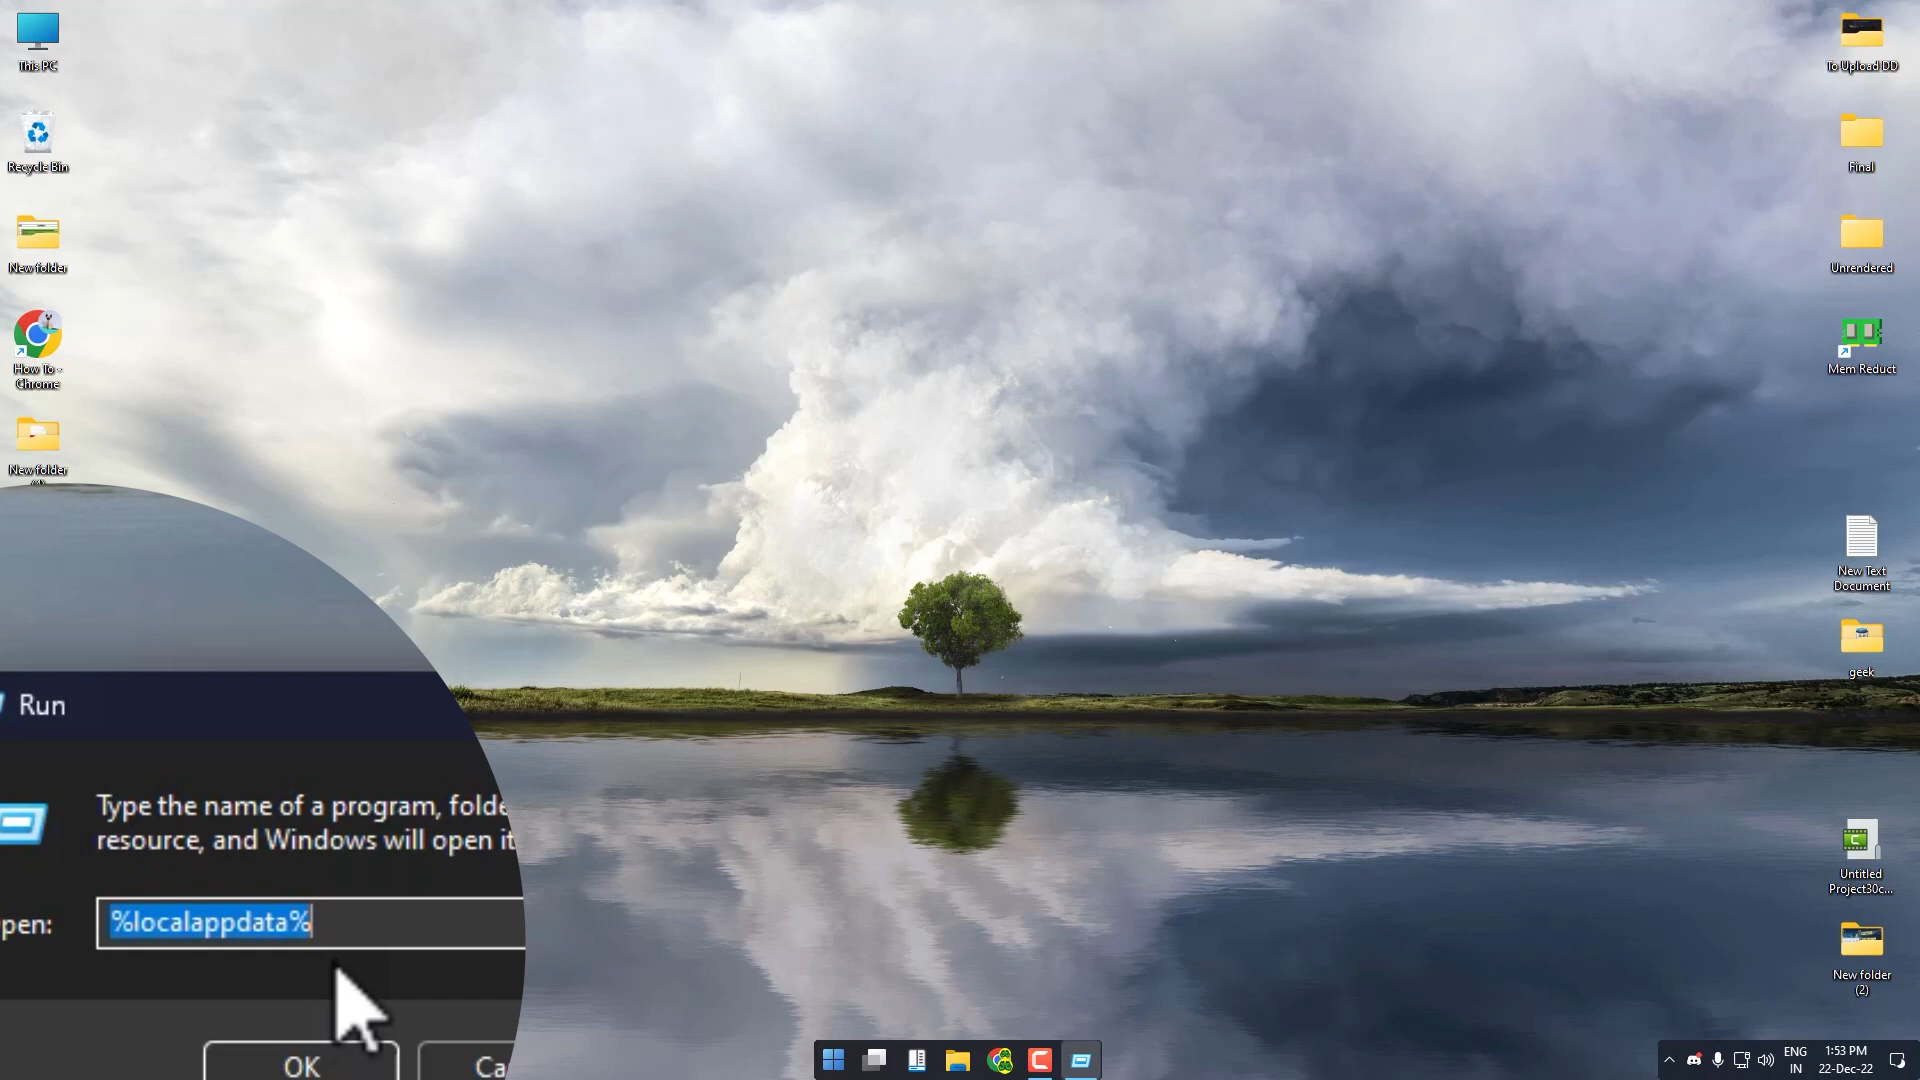 This PC
Recycle Bin
New folder
How To -
Chrome
New folder
To Upload DD
Final
Unrendered
Mem Reduct
New Text
Document
geek
Untitled
Project30c...
New folder
(2)
Run
Type the name of a program, folde
resource, and Windows will open it
pen:
%localappdata%
OK
Ca
ENG
IN
1:53 PM
22-Dec-22